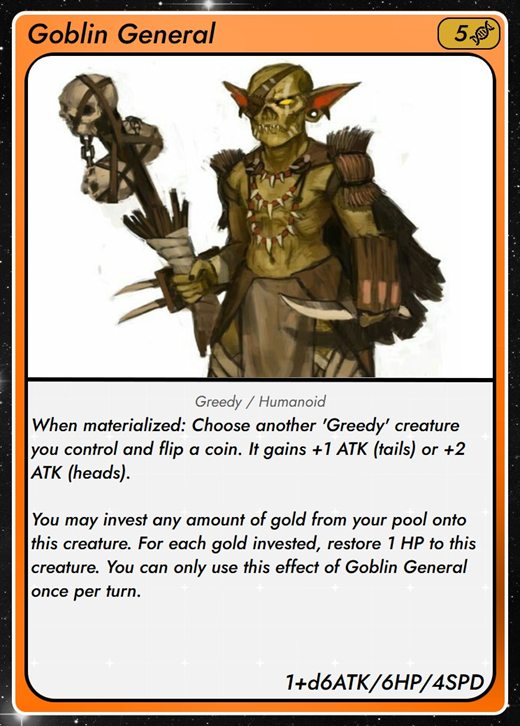 Goblin General
5
Greedy / Humanoid
When materialized: Choose another 'Greedy' creature
you control and flip a coin. It gains +1 ATK (tails) or +2
ATK (heads).
You may invest any amount of gold from your pool onto
this creature. For each gold invested, restore 1 HP to this
creature. You can only use this effect of Goblin General
once per turn.
1+d6ATK/6HP/4SPD